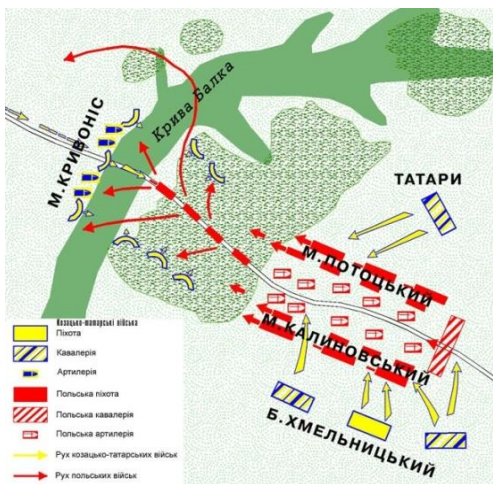 Крива Балка
М. КРИВОНІС
ТАТАРИ
М. ПОТОЦЬКИЙ
М. КАЛИНОВСЬКИЙ
Б. ХМЕЛЬНИЦЬКИЙ
Козацько-татарські війська
Піхота
Кавалерія
Артилерія
Польська піхота
Польська кавалерія
Польська артилерія
Рух козацько-татарських військ
Рух польських військ